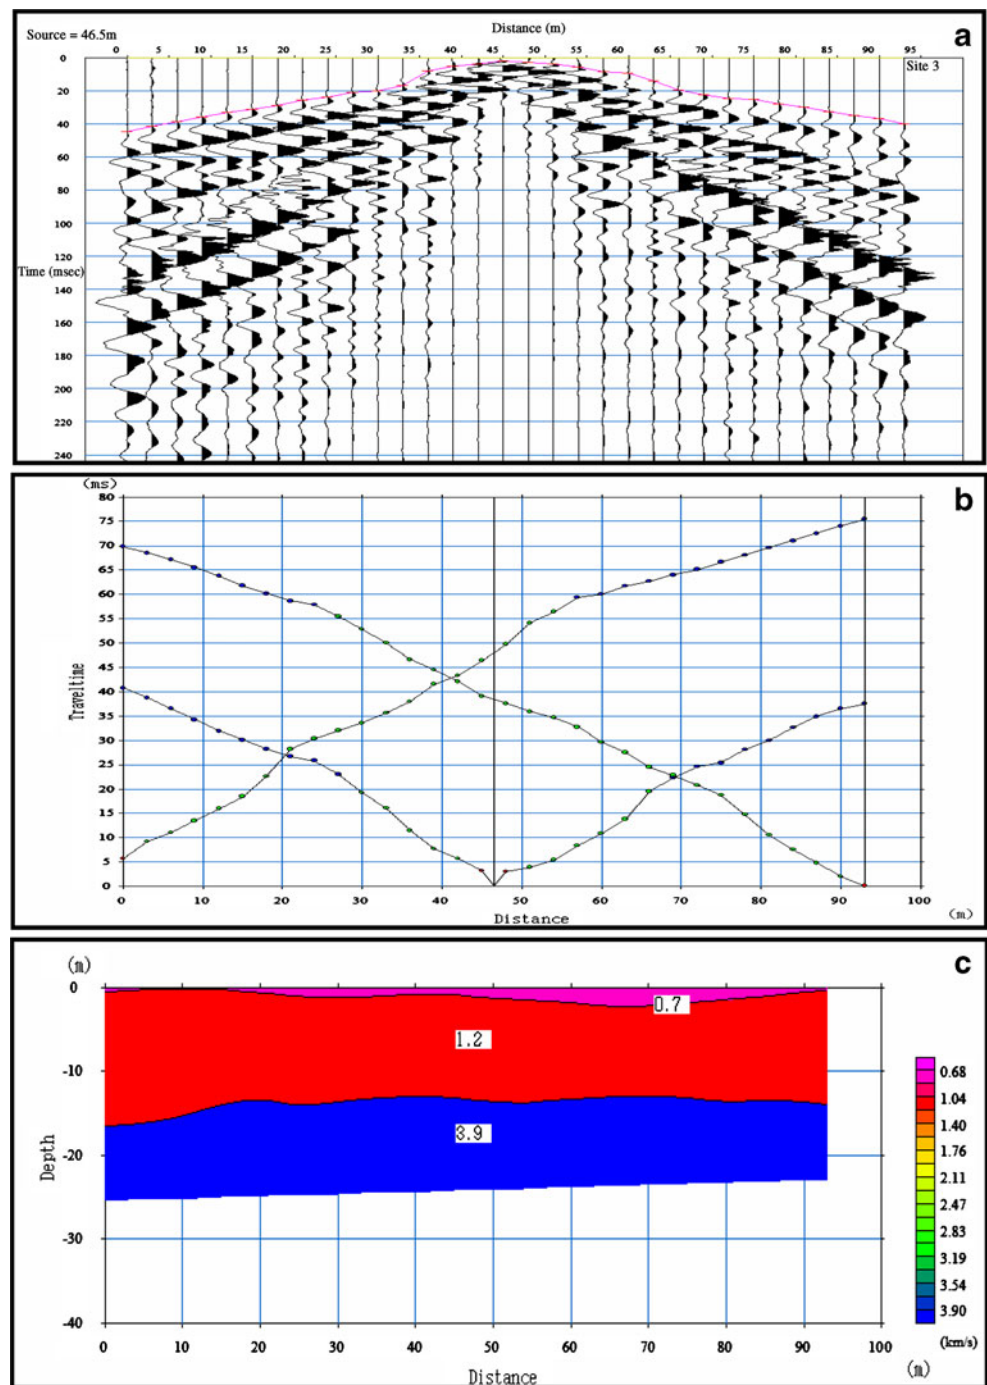 Distance (m)
a
Source = 46.5m
0 5 10 15 20 25 30 35 40 45 50 55 60 65 70 75 80 85 90 95
Site 3
0
20
40
60
80
100
120
Time (msec)
140
160
180
200
220
240
(ms)
b
80
75
70
65
60
55
50
45
40
35
30
25
20
15
10
5
0
Traveltime
0 10 20 30 40 50 60 70 80 90 100
Distance
(m)
(m)
c
0
-10
-20
-30
-40
Depth
0.7
1.2
3.9
0.68
1.04
1.40
1.76
2.11
2.47
2.83
3.19
3.54
3.90
(km/s)
0 10 20 30 40 50 60 70 80 90 100
Distance
(m)